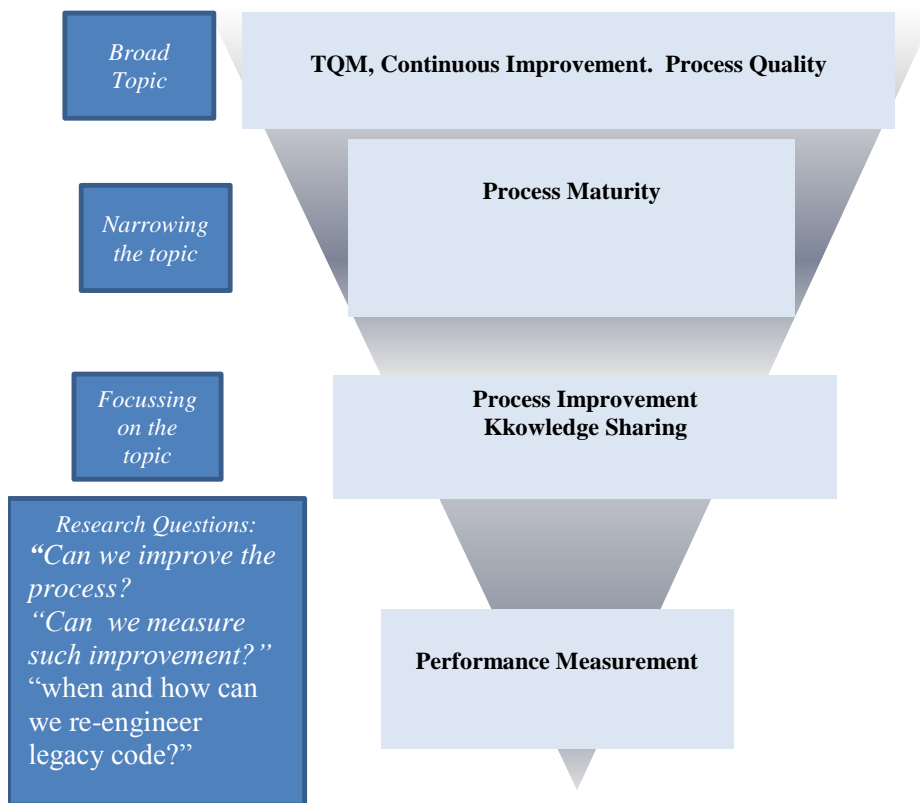 Broad
Topic
TQM, Continuous Improvement.  Process Quality
Narrowing
the topic
Process Maturity
Focussing
on the
topic
Process Improvement
Kkowledge Sharing
Research Questions:
“Can we improve the
process?
“Can  we measure
such improvement?”
“when and how can
we re-engineer
legacy code?”
Performance Measurement